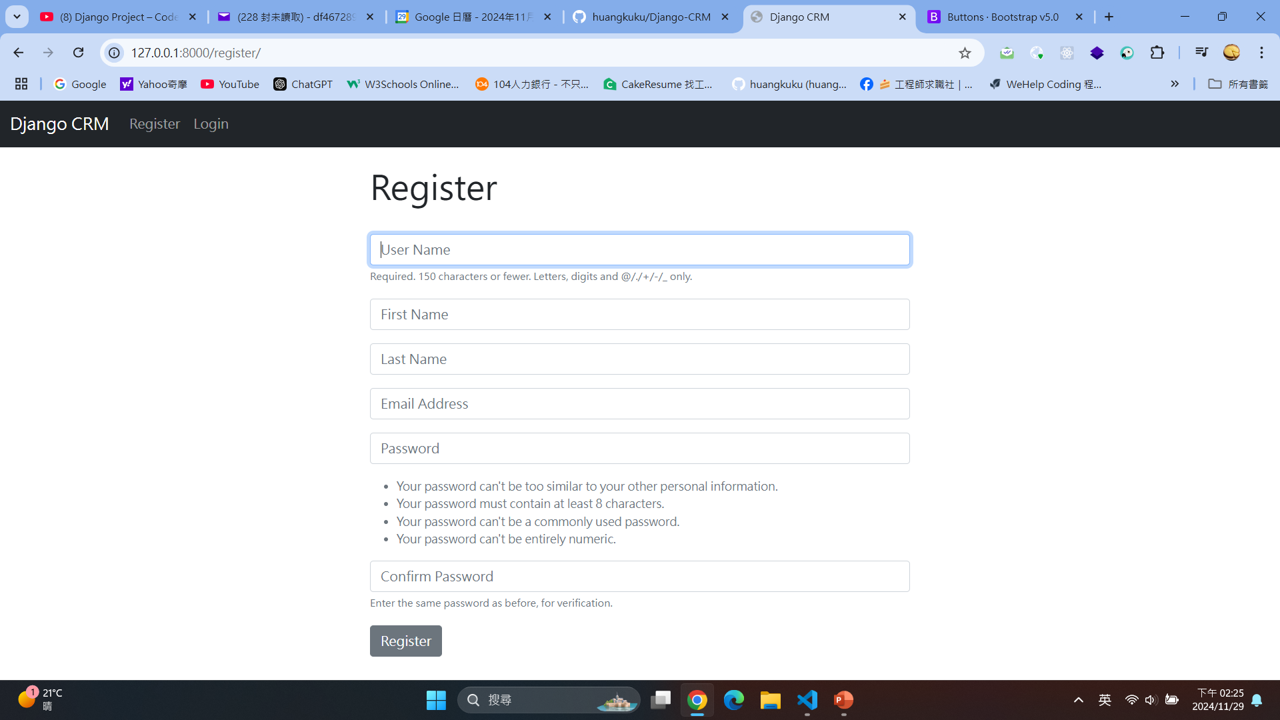 (8) Django Project – Code
(228 封未讀取) - df46728
Google 日曆 - 2024年11月
huangkuku/Django-CRM
Django CRM
Buttons · Bootstrap v5.0
127.0.0.1:8000/register/
Google
Yahoo奇摩
YouTube
ChatGPT
W3Schools Online...
104人力銀行 - 不只...
CakeResume 找工...
huangkuku (huang...
工程師求職社 | ...
WeHelp Coding 程...
所有書籤
Django CRM
Register
Login
Register
User Name
Required. 150 characters or fewer. Letters, digits and @/./+/-/_ only.
First Name
Last Name
Email Address
Password
• Your password can't be too similar to your other personal information.
• Your password must contain at least 8 characters.
• Your password can't be a commonly used password.
• Your password can't be entirely numeric.
Confirm Password
Enter the same password as before, for verification.
Register
1
21°C
晴
搜尋
英
下午 02:25
2024/11/29